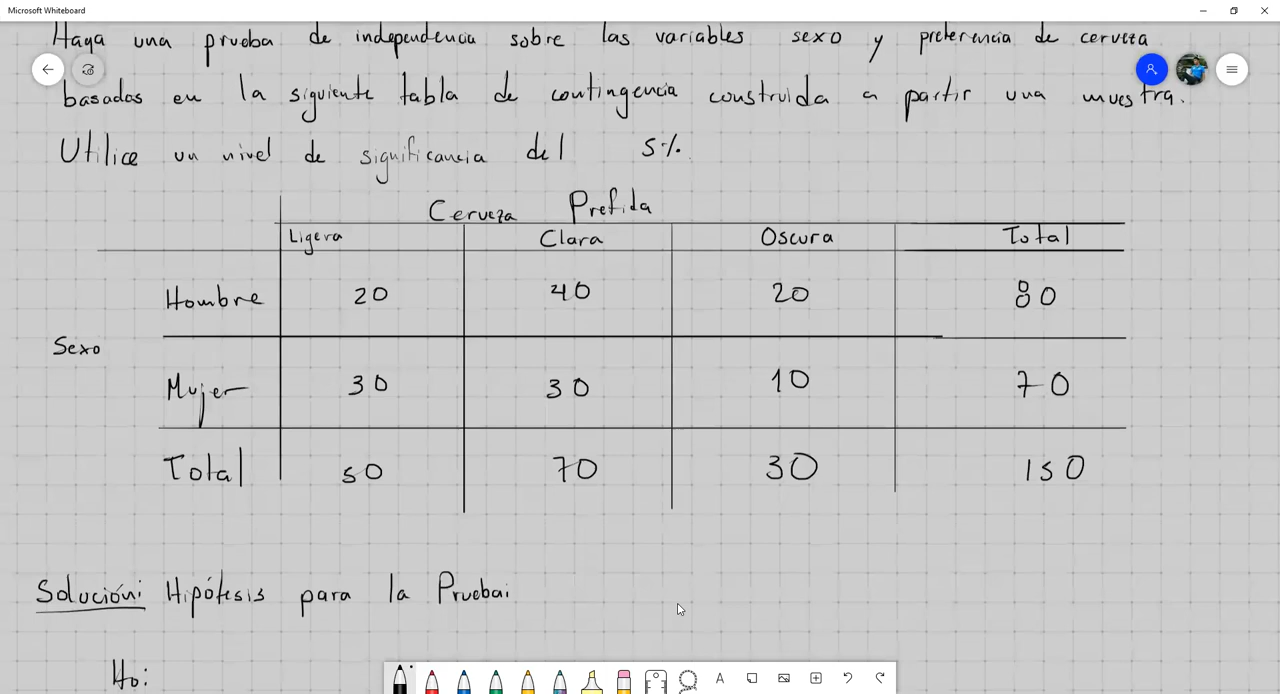 Microsoft Whiteboard
Haga una prueba de independencia sobre las variables sexo y preferencia de cerveza
basados en la siguiente tabla de contingencia construida a partir una muestra.
Utilice un nivel de significancia del 5%.
Cerveza Prefida
Ligera Clara Oscura Total
Hombre 20 40 20 80
Sexo
Mujer 30 30 10 70
Total 50 70 30 150
Solución: Hipótesis para la Prueba:
Ho:
A